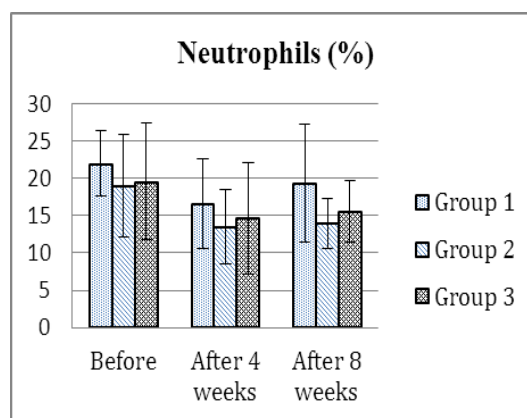 Neutrophils (%)
30
25
20
15
10
5
0
Before
After 4
weeks
After 8
weeks
Group 1
Group 2
Group 3